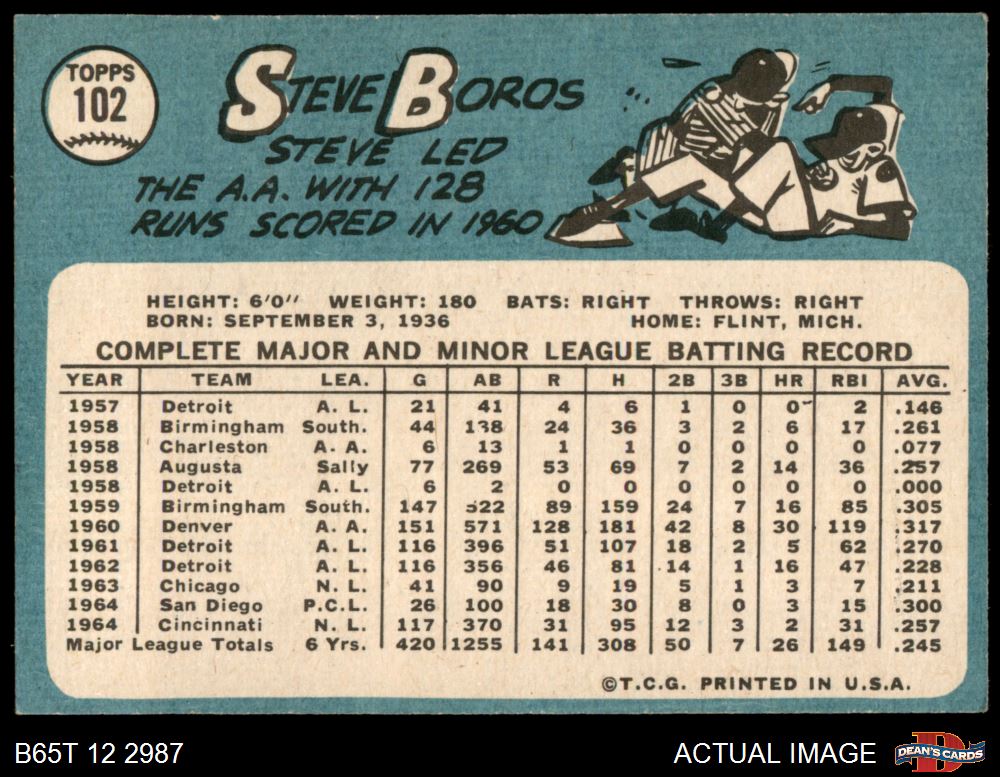 TOPPS
102
STEVE BOROS
STEVE LED
THE A.A. WITH 128
RUNS SCORED IN 1960
HEIGHT: 6'0" WEIGHT: 180 BATS: RIGHT THROWS: RIGHT
BORN: SEPTEMBER 3, 1936 HOME: FLINT, MICH.
COMPLETE MAJOR AND MINOR LEAGUE BATTING RECORD
YEAR TEAM LEA. G AB R H 2B 3B HR RBI AVG.
1957 Detroit A. L. 21 41 4 6 1 0 0 2 .146
1958 Birmingham South. 44 138 24 36 3 2 6 17 .261
1958 Charleston A. A. 6 13 1 1 0 0 0 0 .077
1958 Augusta Sally 77 269 53 69 7 2 14 36 .257
1958 Detroit A. L. 6 2 0 0 0 0 0 0 .000
1959 Birmingham South. 147 522 89 159 24 7 16 85 .305
1960 Denver A. A. 151 571 128 181 42 8 30 119 .317
1961 Detroit A. L. 116 396 51 107 18 2 5 62 .270
1962 Detroit A. L. 116 356 46 81 14 1 16 47 .228
1963 Chicago N. L. 41 90 9 19 5 1 3 7 .211
1964 San Diego P.C.L. 26 100 18 30 8 0 3 15 .300
1964 Cincinnati N. L. 117 370 31 95 12 3 2 31 .257
Major League Totals 6 Yrs. 420 1255 141 308 50 7 26 149 .245
©T.C.G. PRINTED IN U.S.A.
B65T 12 2987 ACTUAL IMAGE DEAN'S CARDS